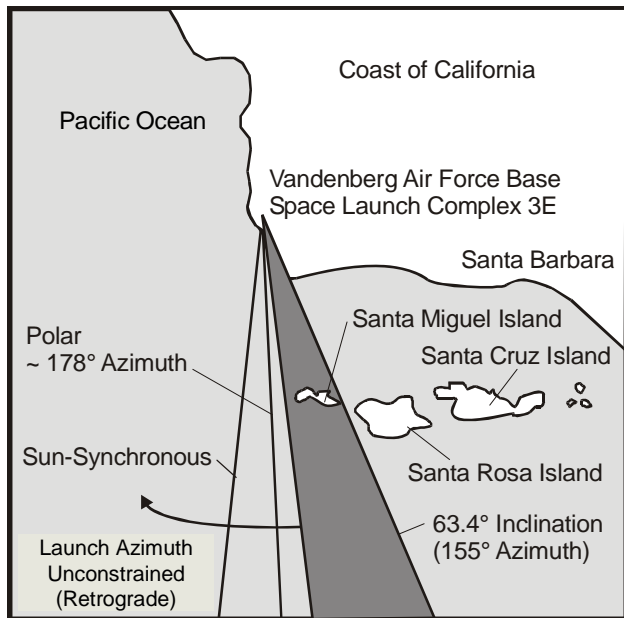 Coast of California
Pacific Ocean
Vandenberg Air Force Base
Space Launch Complex 3E
Santa Barbara
Santa Miguel Island
Polar
~ 178° Azimuth
Santa Cruz Island
Sun-Synchronous
Santa Rosa Island
63.4° Inclination
(155° Azimuth)
Launch Azimuth
Unconstrained
(Retrograde)